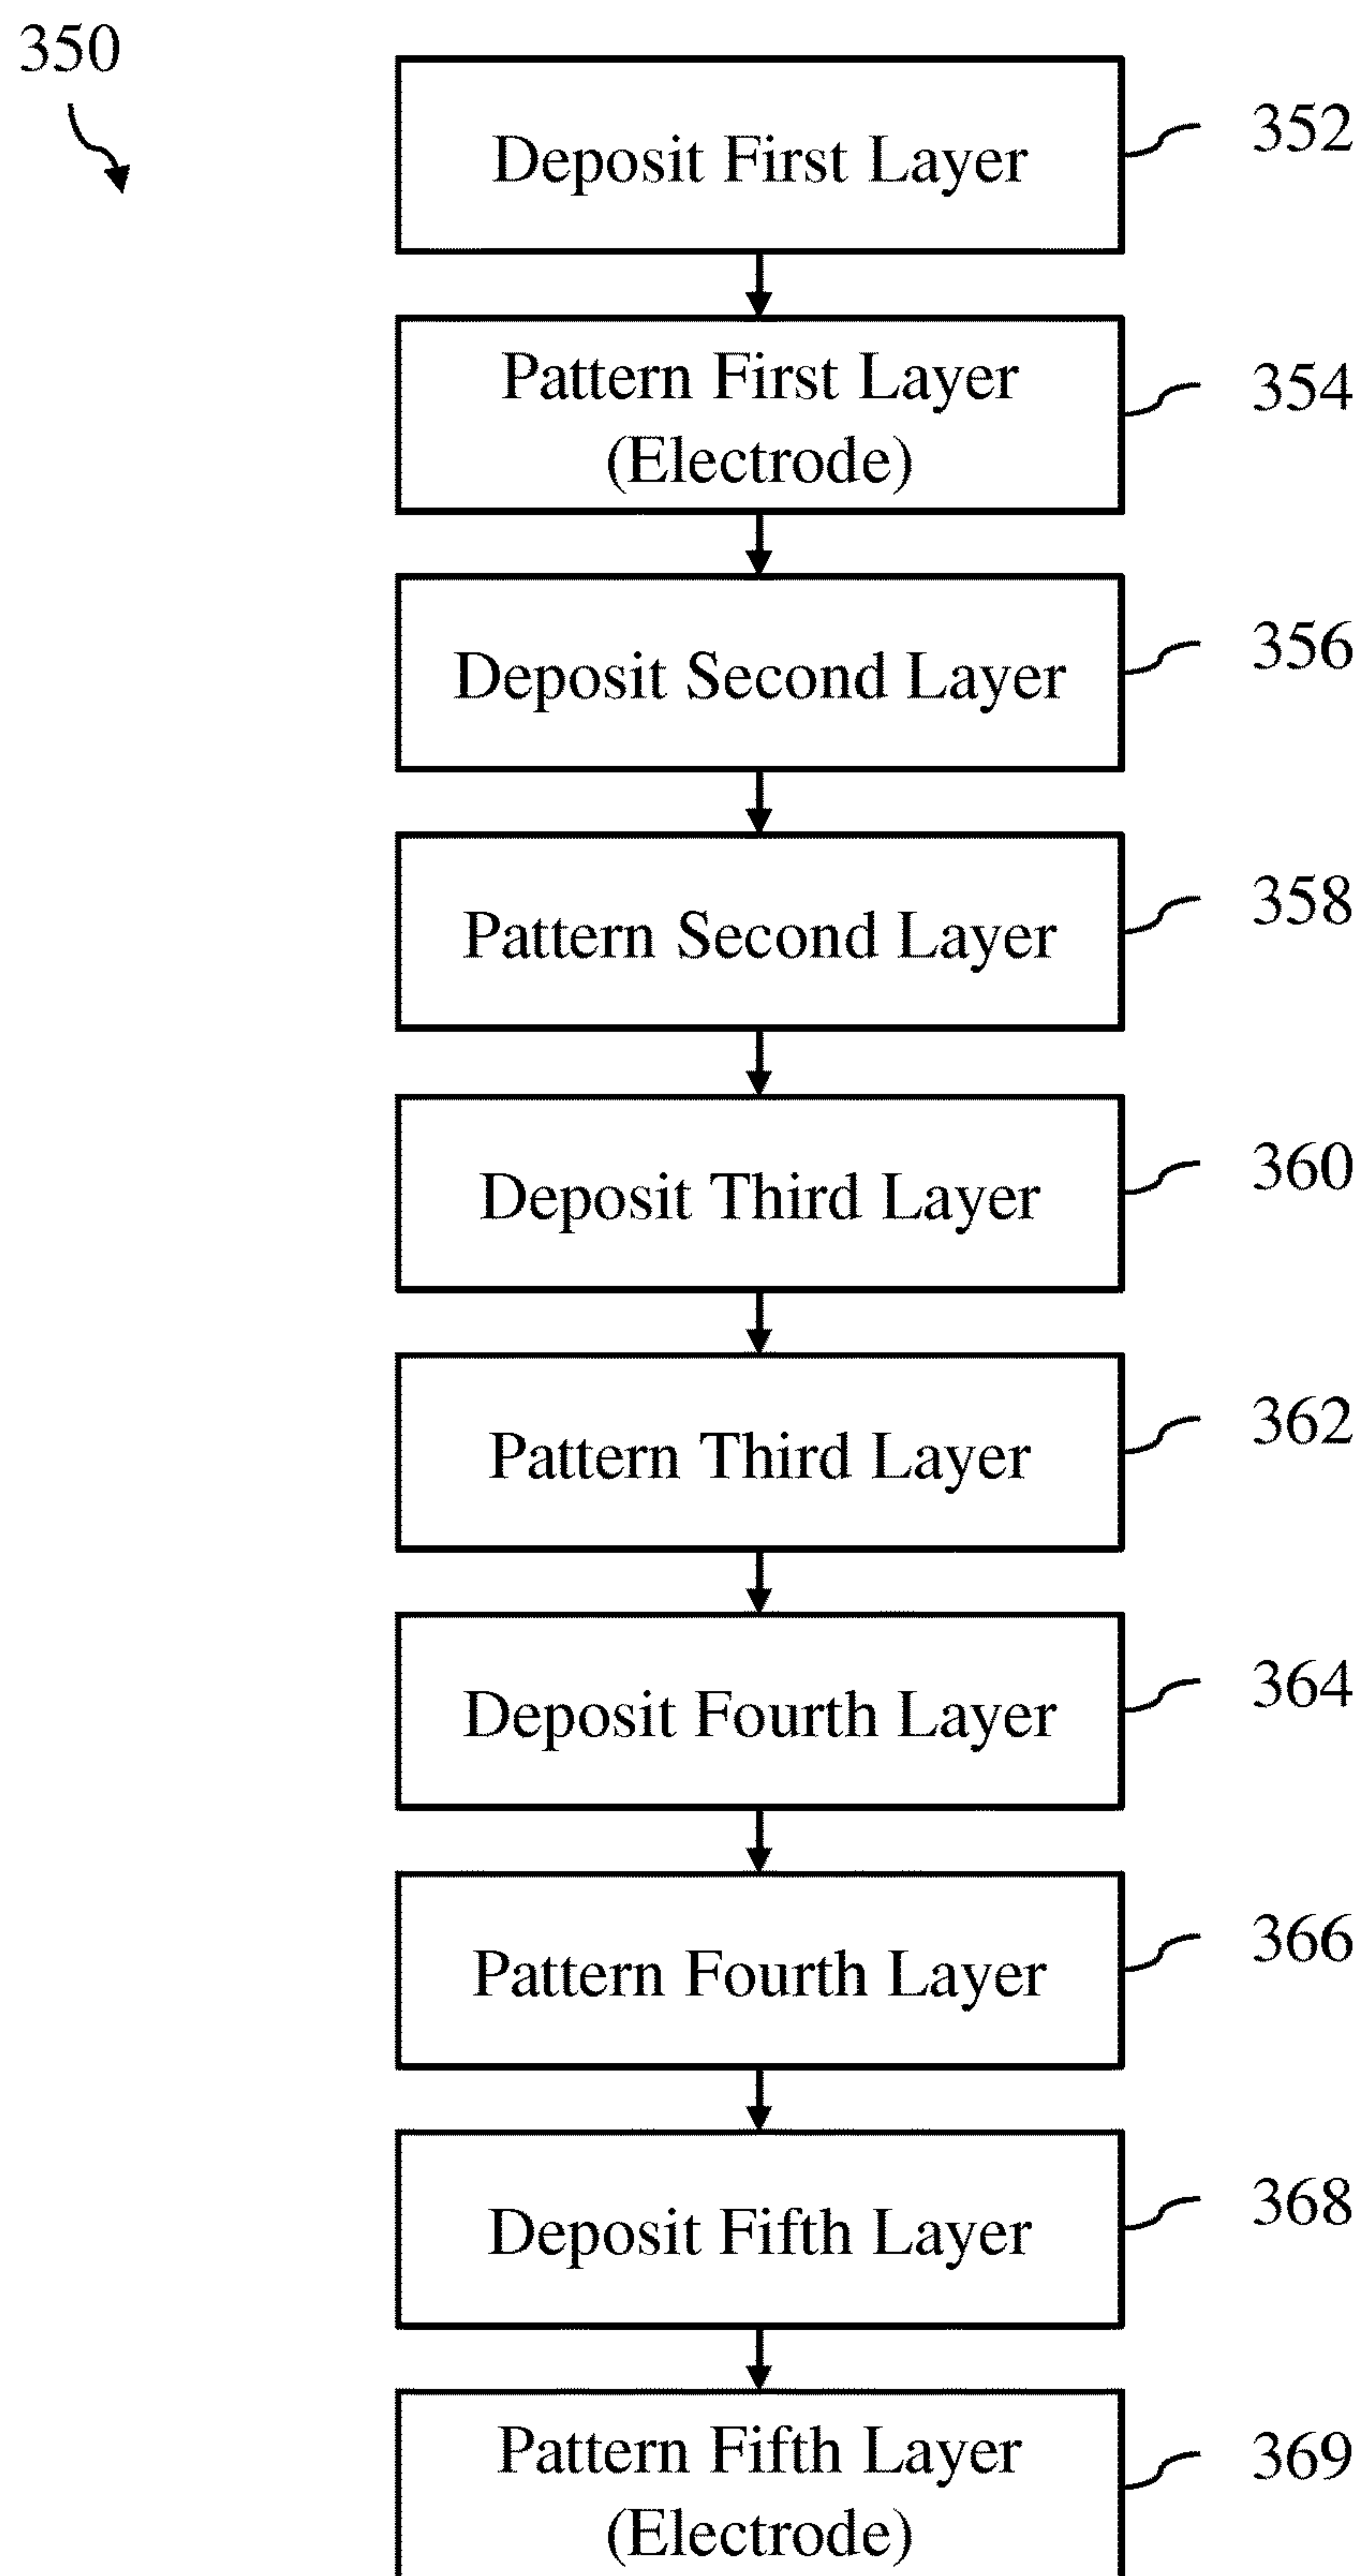 350
Deposit First Layer
352
Pattern First Layer
(Electrode)
354
Deposit Second Layer
356
Pattern Second Layer
358
Deposit Third Layer
360
Pattern Third Layer
362
Deposit Fourth Layer
364
Pattern Fourth Layer
366
Deposit Fifth Layer
368
Pattern Fifth Layer
(Electrode)
369